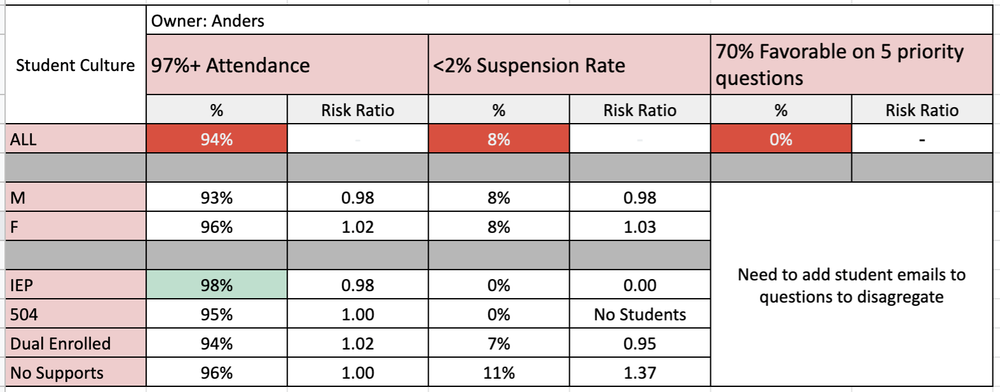 Owner: Anders
Student Culture
97%+ Attendance
<2% Suspension Rate
70% Favorable on 5 priority
questions
% Risk Ratio % Risk Ratio % Risk Ratio
ALL 94% - 8% - 0% -
M 93% 0.98 8% 0.98
F 96% 1.02 8% 1.03
IEP 98% 0.98 0% 0.00
504 95% 1.00 0% No Students
Dual Enrolled 94% 1.02 7% 0.95
No Supports 96% 1.00 11% 1.37
Need to add student emails to
questions to disagregate